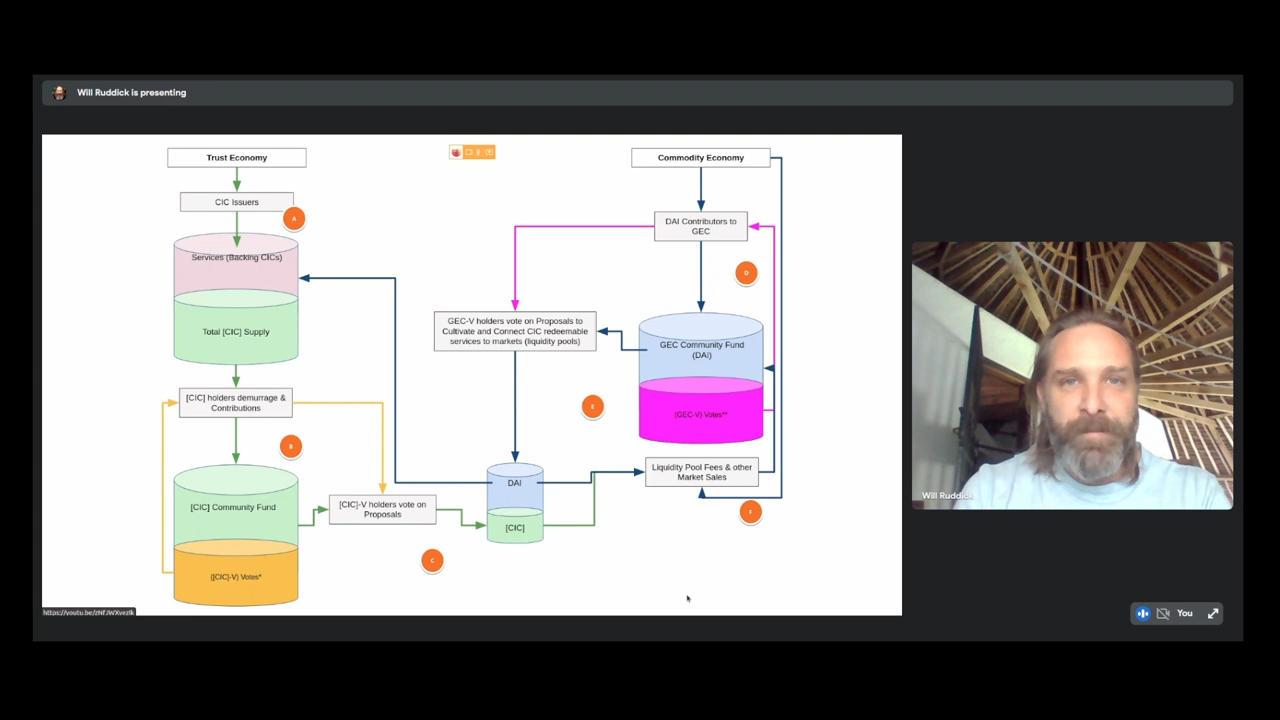 Will Ruddick is presenting
Trust Economy
Commodity Economy
CIC Issuers
A
DAI Contributors to
GEC
Services (Backing CICs)
D
Total [CIC] Supply
GEC-V holders vote on Proposals to
Cultivate and Connect CIC redeemable
services to markets (liquidity pools)
GEC Community Fund
(DAI)
[CIC] holders demurrage &
Contributions
E
(GEC-V) Votes**
B
Liquidity Pool Fees & other
Market Sales
DAI
[CIC] Community Fund
[CIC]-V holders vote on
Proposals
F
[CIC]
C
([CIC]-V) Votes*
Will Ruddick
You